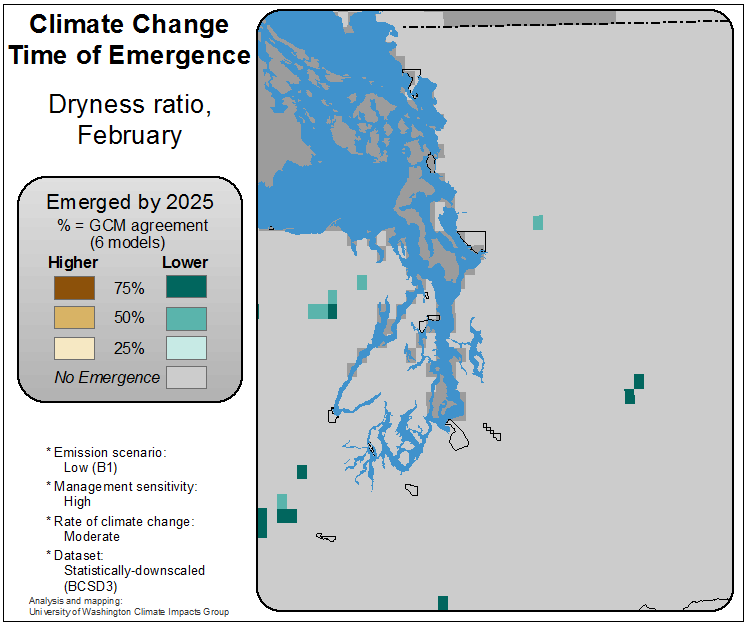 Climate Change
Time of Emergence
Dryness ratio,
February
Emerged by 2025
% = GCM agreement
(6 models)
Higher Lower
75%
50%
25%
No Emergence
* Emission scenario:
Low (B1)
* Management sensitivity:
High
* Rate of climate change:
Moderate
* Dataset:
Statistically-downscaled
(BCSD3)
Analysis and mapping:
University of Washington Climate Impacts Group